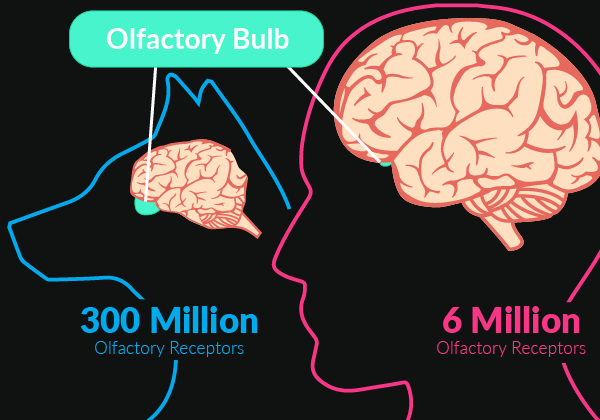 Olfactory Bulb
300 Million
Olfactory Receptors
6 Million
Olfactory Receptors